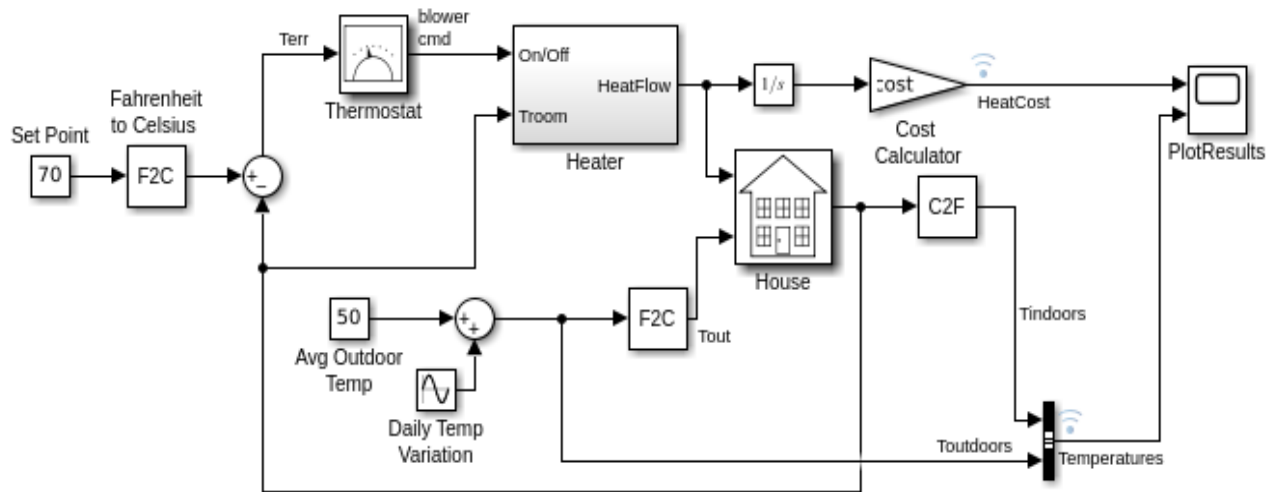 blower
cmd
Terr
On/Off
HeatFlow
Troom
Thermostat
Heater
1/s
cost
HeatCost
Cost
Calculator
PlotResults
Fahrenheit
to Celsius
Set Point
70
F2C
+
−
House
C2F
50
+
+
F2C
Tout
Avg Outdoor
Temp
Daily Temp
Variation
Tindoors
Toutdoors
Temperatures